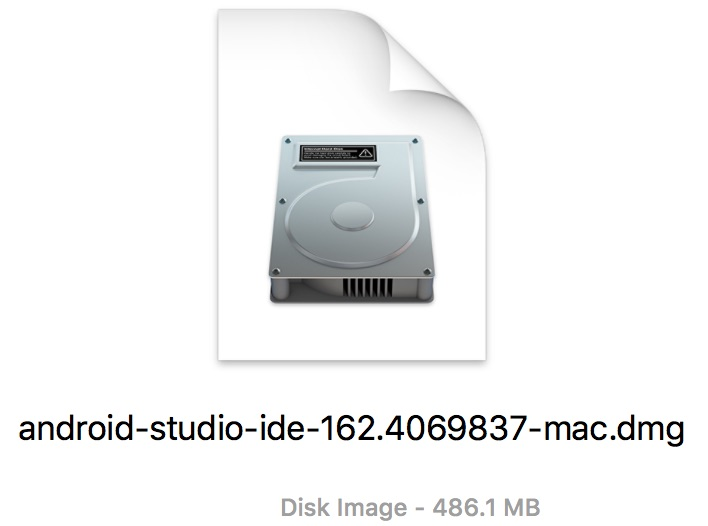 android-studio-ide-162.4069837-mac.dmg
Disk Image - 486.1 MB